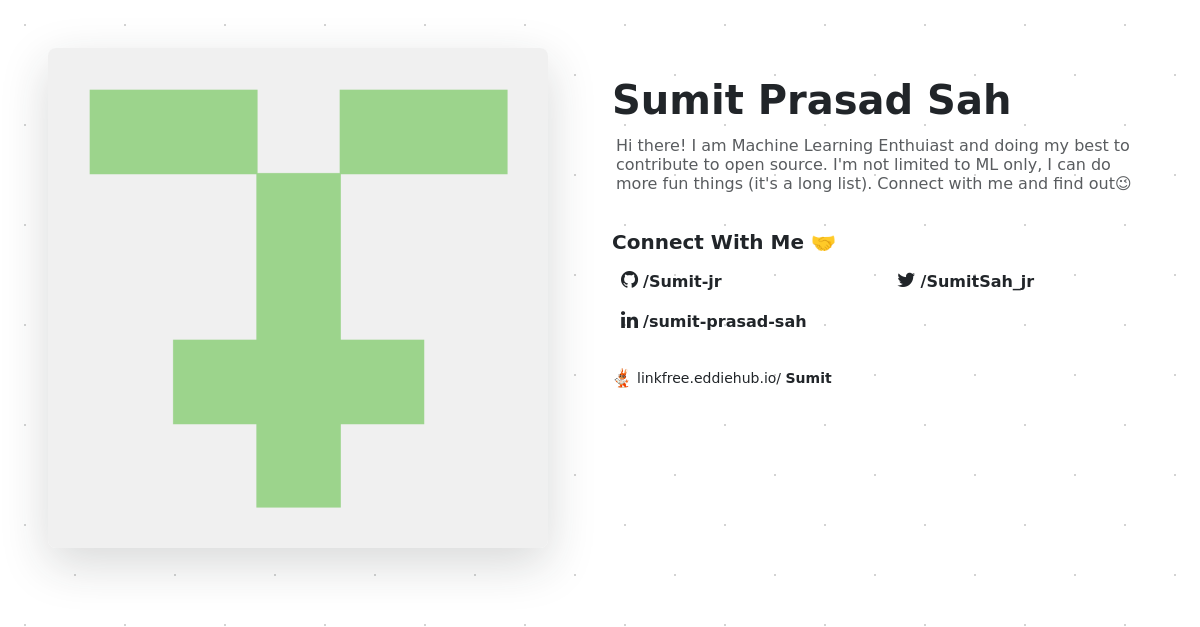 Sumit Prasad Sah
Hi there! I am Machine Learning Enthuiast and doing my best to
contribute to open source. I'm not limited to ML only, I can do
more fun things (it's a long list). Connect with me and find out😉
Connect With Me 🤝
/Sumit-jr
/SumitSah_jr
/sumit-prasad-sah
linkfree.eddiehub.io/ Sumit